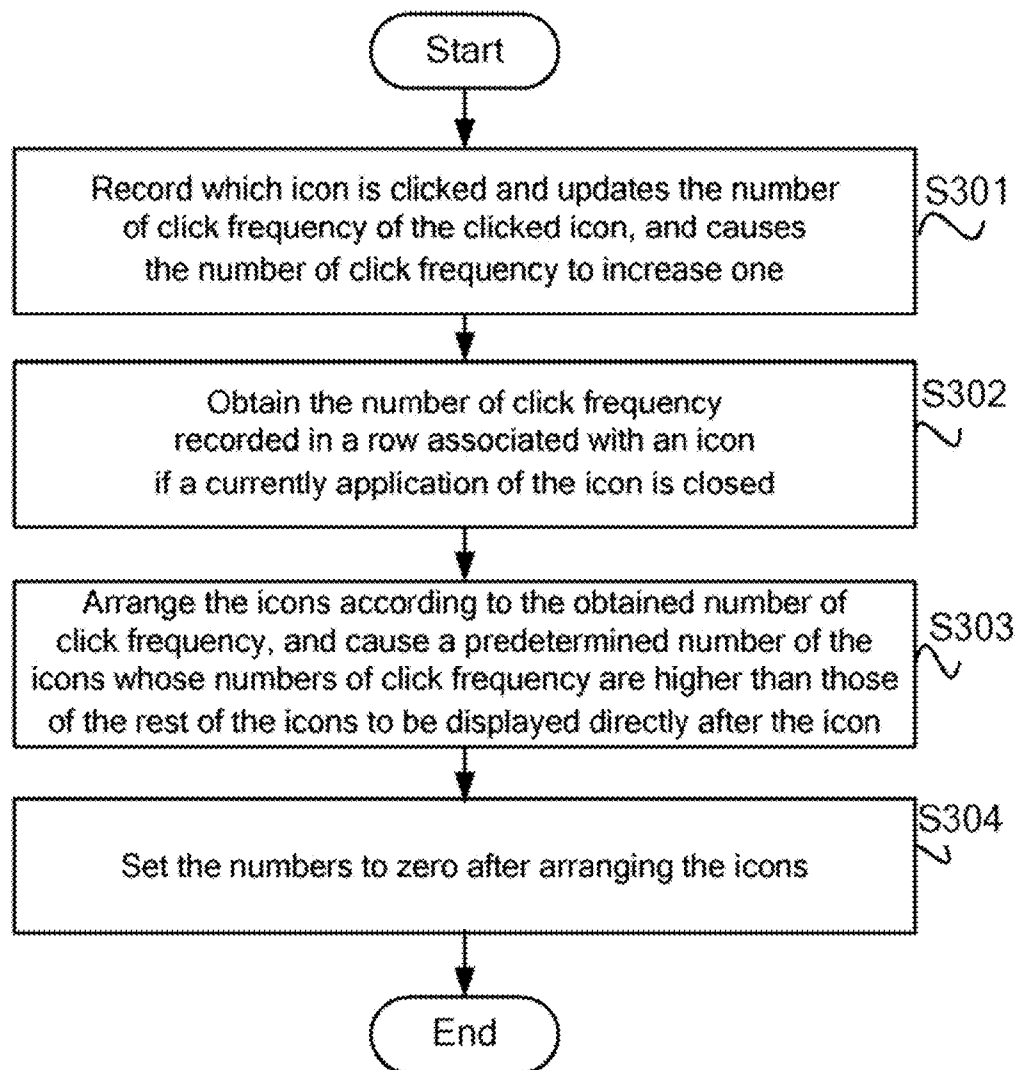 Start
Record which icon is clicked and updates the number
of click frequency of the clicked icon, and causes
the number of click frequency to increase one
S301
Obtain the number of click frequency
recorded in a row associated with an icon
if a currently application of the icon is closed
S302
Arrange the icons according to the obtained number of
click frequency, and cause a predetermined number of the
icons whose numbers of click frequency are higher than those
of the rest of the icons to be displayed directly after the icon
S303
Set the numbers to zero after arranging the icons
S304
End